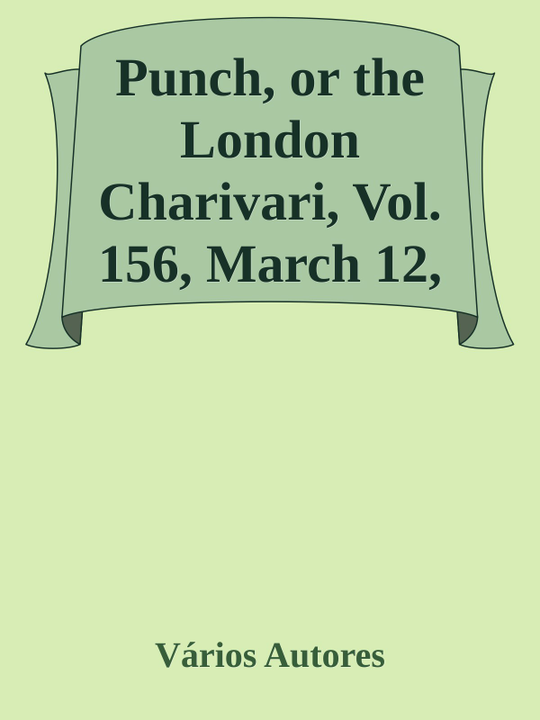 Punch, or the
London
Charivari, Vol.
156, March 12,
Vários Autores